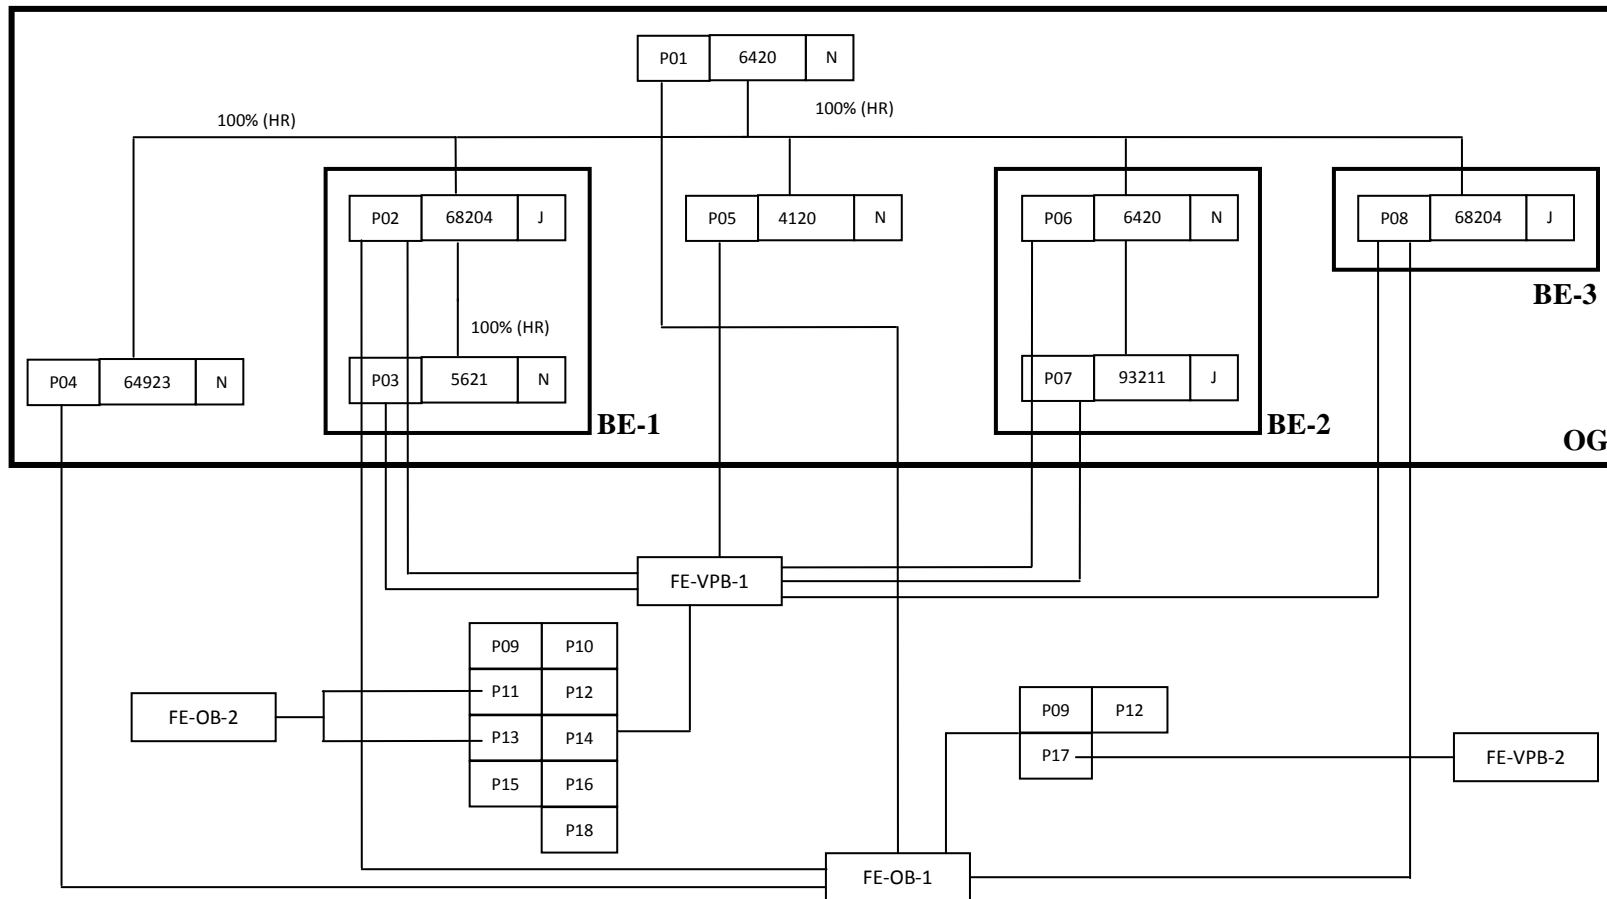 P01 6420 N
100% (HR)
100% (HR)
P02 68204 J
P05 4120 N
P06 6420 N
P08 68204 J
BE-3
100% (HR)
P04 64923 N
P03 5621 N
P07 93211 J
BE-1
BE-2
OG
FE-VPB-1
P09 P10
P11 P12
FE-OB-2
P13 P14
P15 P16
P18
P09 P12
P17
FE-VPB-2
FE-OB-1